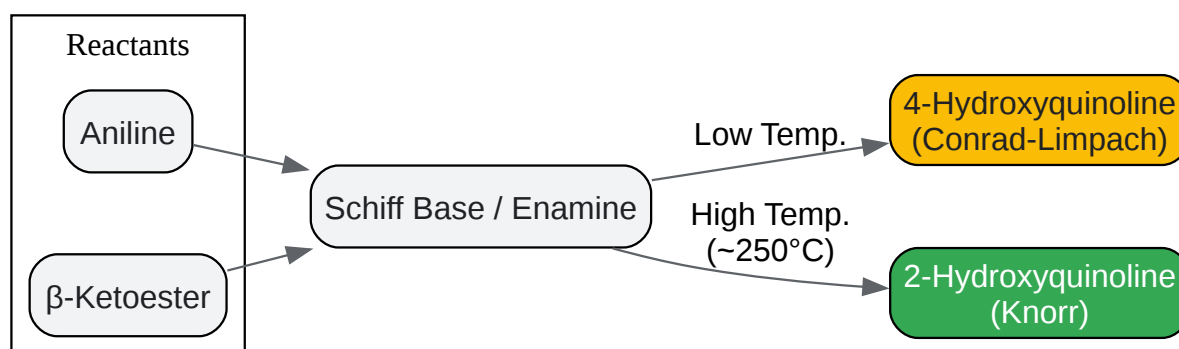 Reactants
Aniline
β-Ketoester
Schiff Base / Enamine
Low Temp.
High Temp.
(~250°C)
4-Hydroxyquinoline
(Conrad-Limpach)
2-Hydroxyquinoline
(Knorr)